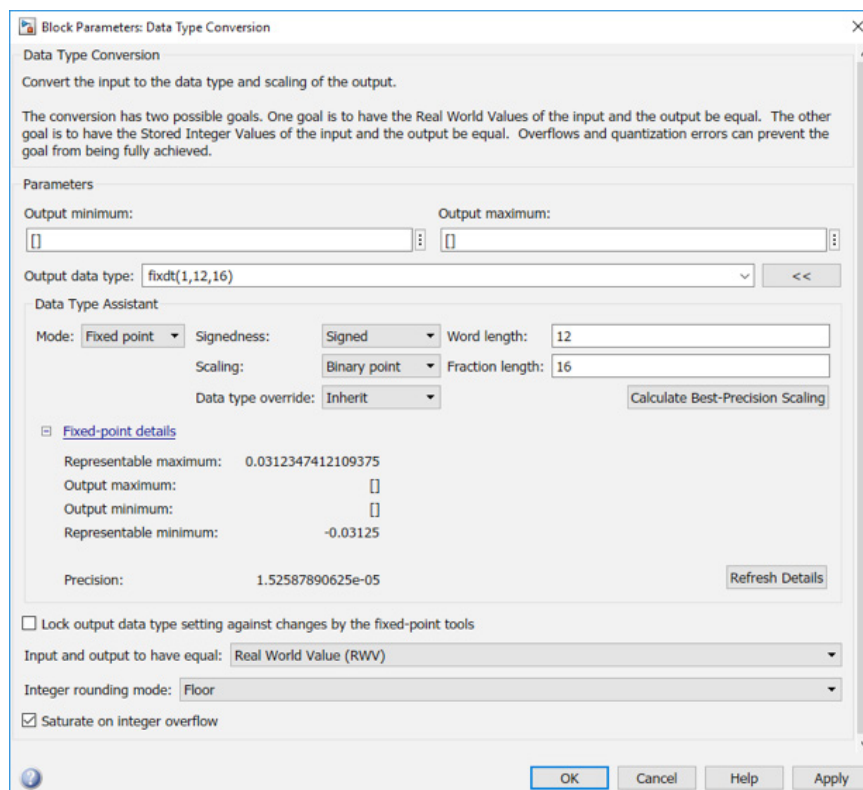 Block Parameters: Data Type Conversion
Data Type Conversion
Convert the input to the data type and scaling of the output.
The conversion has two possible goals. One goal is to have the Real World Values of the input and the output be equal. The other
goal is to have the Stored Integer Values of the input and the output be equal. Overflows and quantization errors can prevent the
goal from being fully achieved.
Parameters
Output minimum: Output maximum:
[] []
Output data type: fixdt(1,12,16) <<
Data Type Assistant
Mode: Fixed point Signedness: Signed Word length: 12
Scaling: Binary point Fraction length: 16
Data type override: Inherit Calculate Best-Precision Scaling
Fixed-point details
Representable maximum: 0.0312347412109375
Output maximum: []
Output minimum: []
Representable minimum: -0.03125
Precision: 1.52587890625e-05 Refresh Details
Lock output data type setting against changes by the fixed-point tools
Input and output to have equal: Real World Value (RWV)
Integer rounding mode: Floor
Saturate on integer overflow
? OK Cancel Help Apply